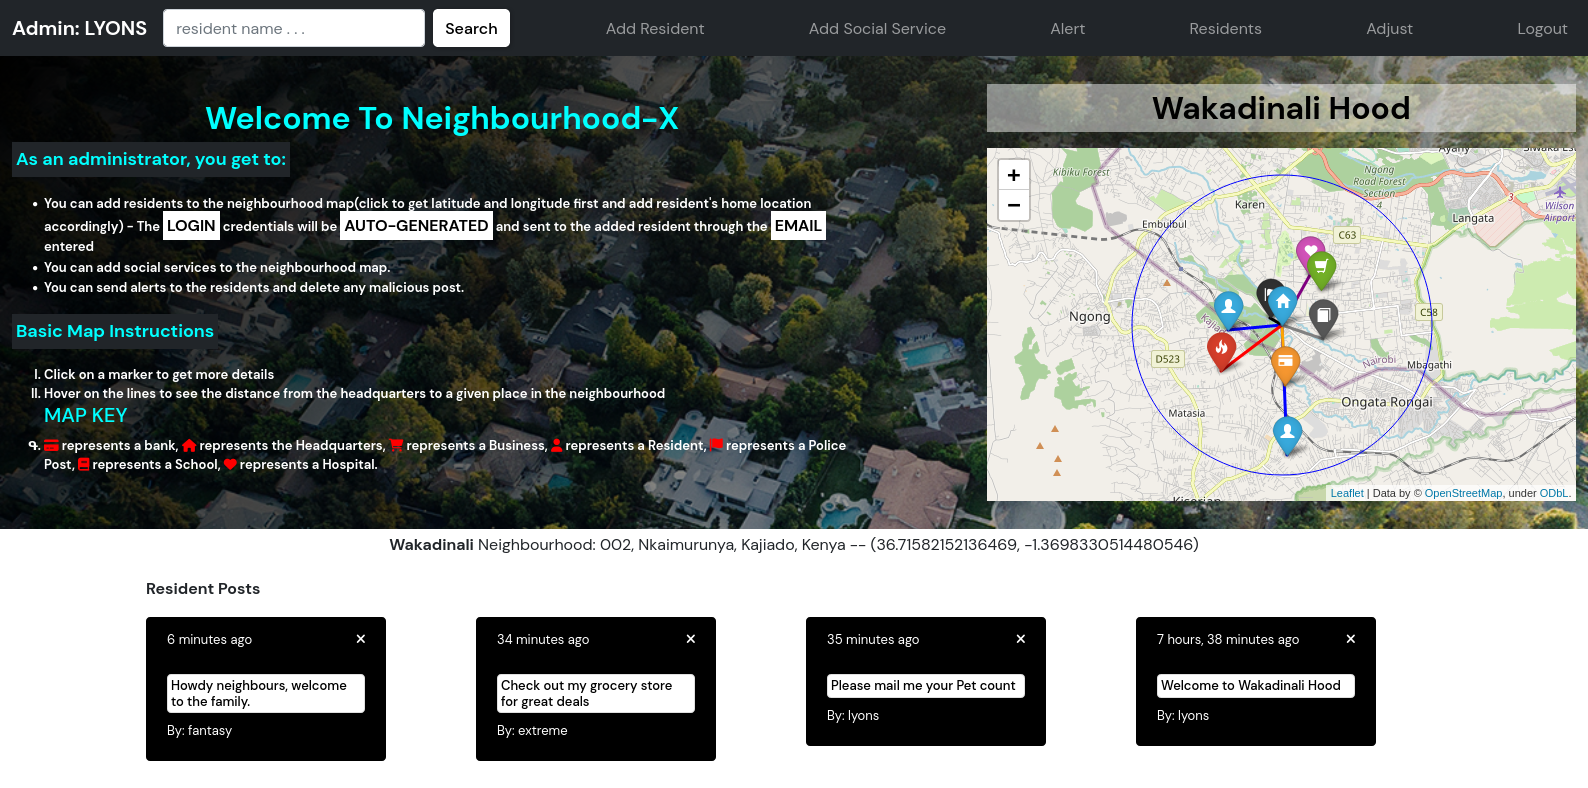 Admin: LYONS
resident name . . .
Search
Add Resident
Add Social Service
Alert
Residents
Adjust
Logout
Welcome To Neighbourhood-X
As an administrator, you get to:
• You can add residents to the neighbourhood map(click to get latitude and longitude first and add resident's home location
accordingly) - The LOGIN credentials will be AUTO-GENERATED and sent to the added resident through the EMAIL
entered
• You can add social services to the neighbourhood map.
• You can send alerts to the residents and delete any malicious post.
Basic Map Instructions
I. Click on a marker to get more details
II. Hover on the lines to see the distance from the headquarters to a given place in the neighbourhood
MAP KEY
represents a bank, represents the Headquarters, represents a Business, represents a Resident, represents a Police
Post, represents a School, represents a Hospital.
Wakadinali Hood
+
−
Kibiku Forest
Ngong
Road Forest
Section
Karen
Langata
Wilson
Airport
Embulbul
C63
4
Ngong
C58
D523
Nairobi
Mbagathi
Ongata Rongai
Matasia
Leaflet | Data by © OpenStreetMap, under ODbL.
Wakadinali Neighbourhood: 002, Nkaimurunya, Kajiado, Kenya -- (36.71582152136469, -1.3698330514480546)
Resident Posts
6 minutes ago ×
Howdy neighbours, welcome
to the family.
By: fantasy
34 minutes ago ×
Check out my grocery store
for great deals
By: extreme
35 minutes ago ×
Please mail me your Pet count
By: lyons
7 hours, 38 minutes ago ×
Welcome to Wakadinali Hood
By: lyons